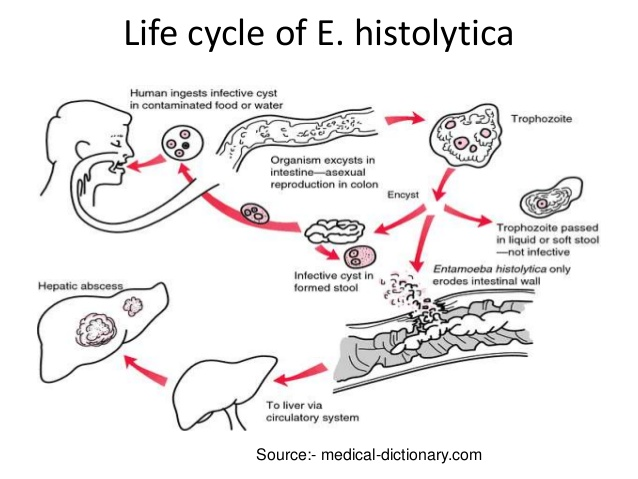 Life cycle of E. histolytica
Human ingests infective cyst
in contaminated food or water
Trophozoite
Organism excysts in
intestine—asexual
reproduction in colon
Encyst
Trophozoite passed
in liquid or soft stool
—not infective
Infective cyst in
formed stool
Entamoeba histolytica only
erodes intestinal wall
Hepatic abscess
To liver via
circulatory system
Source:- medical-dictionary.com